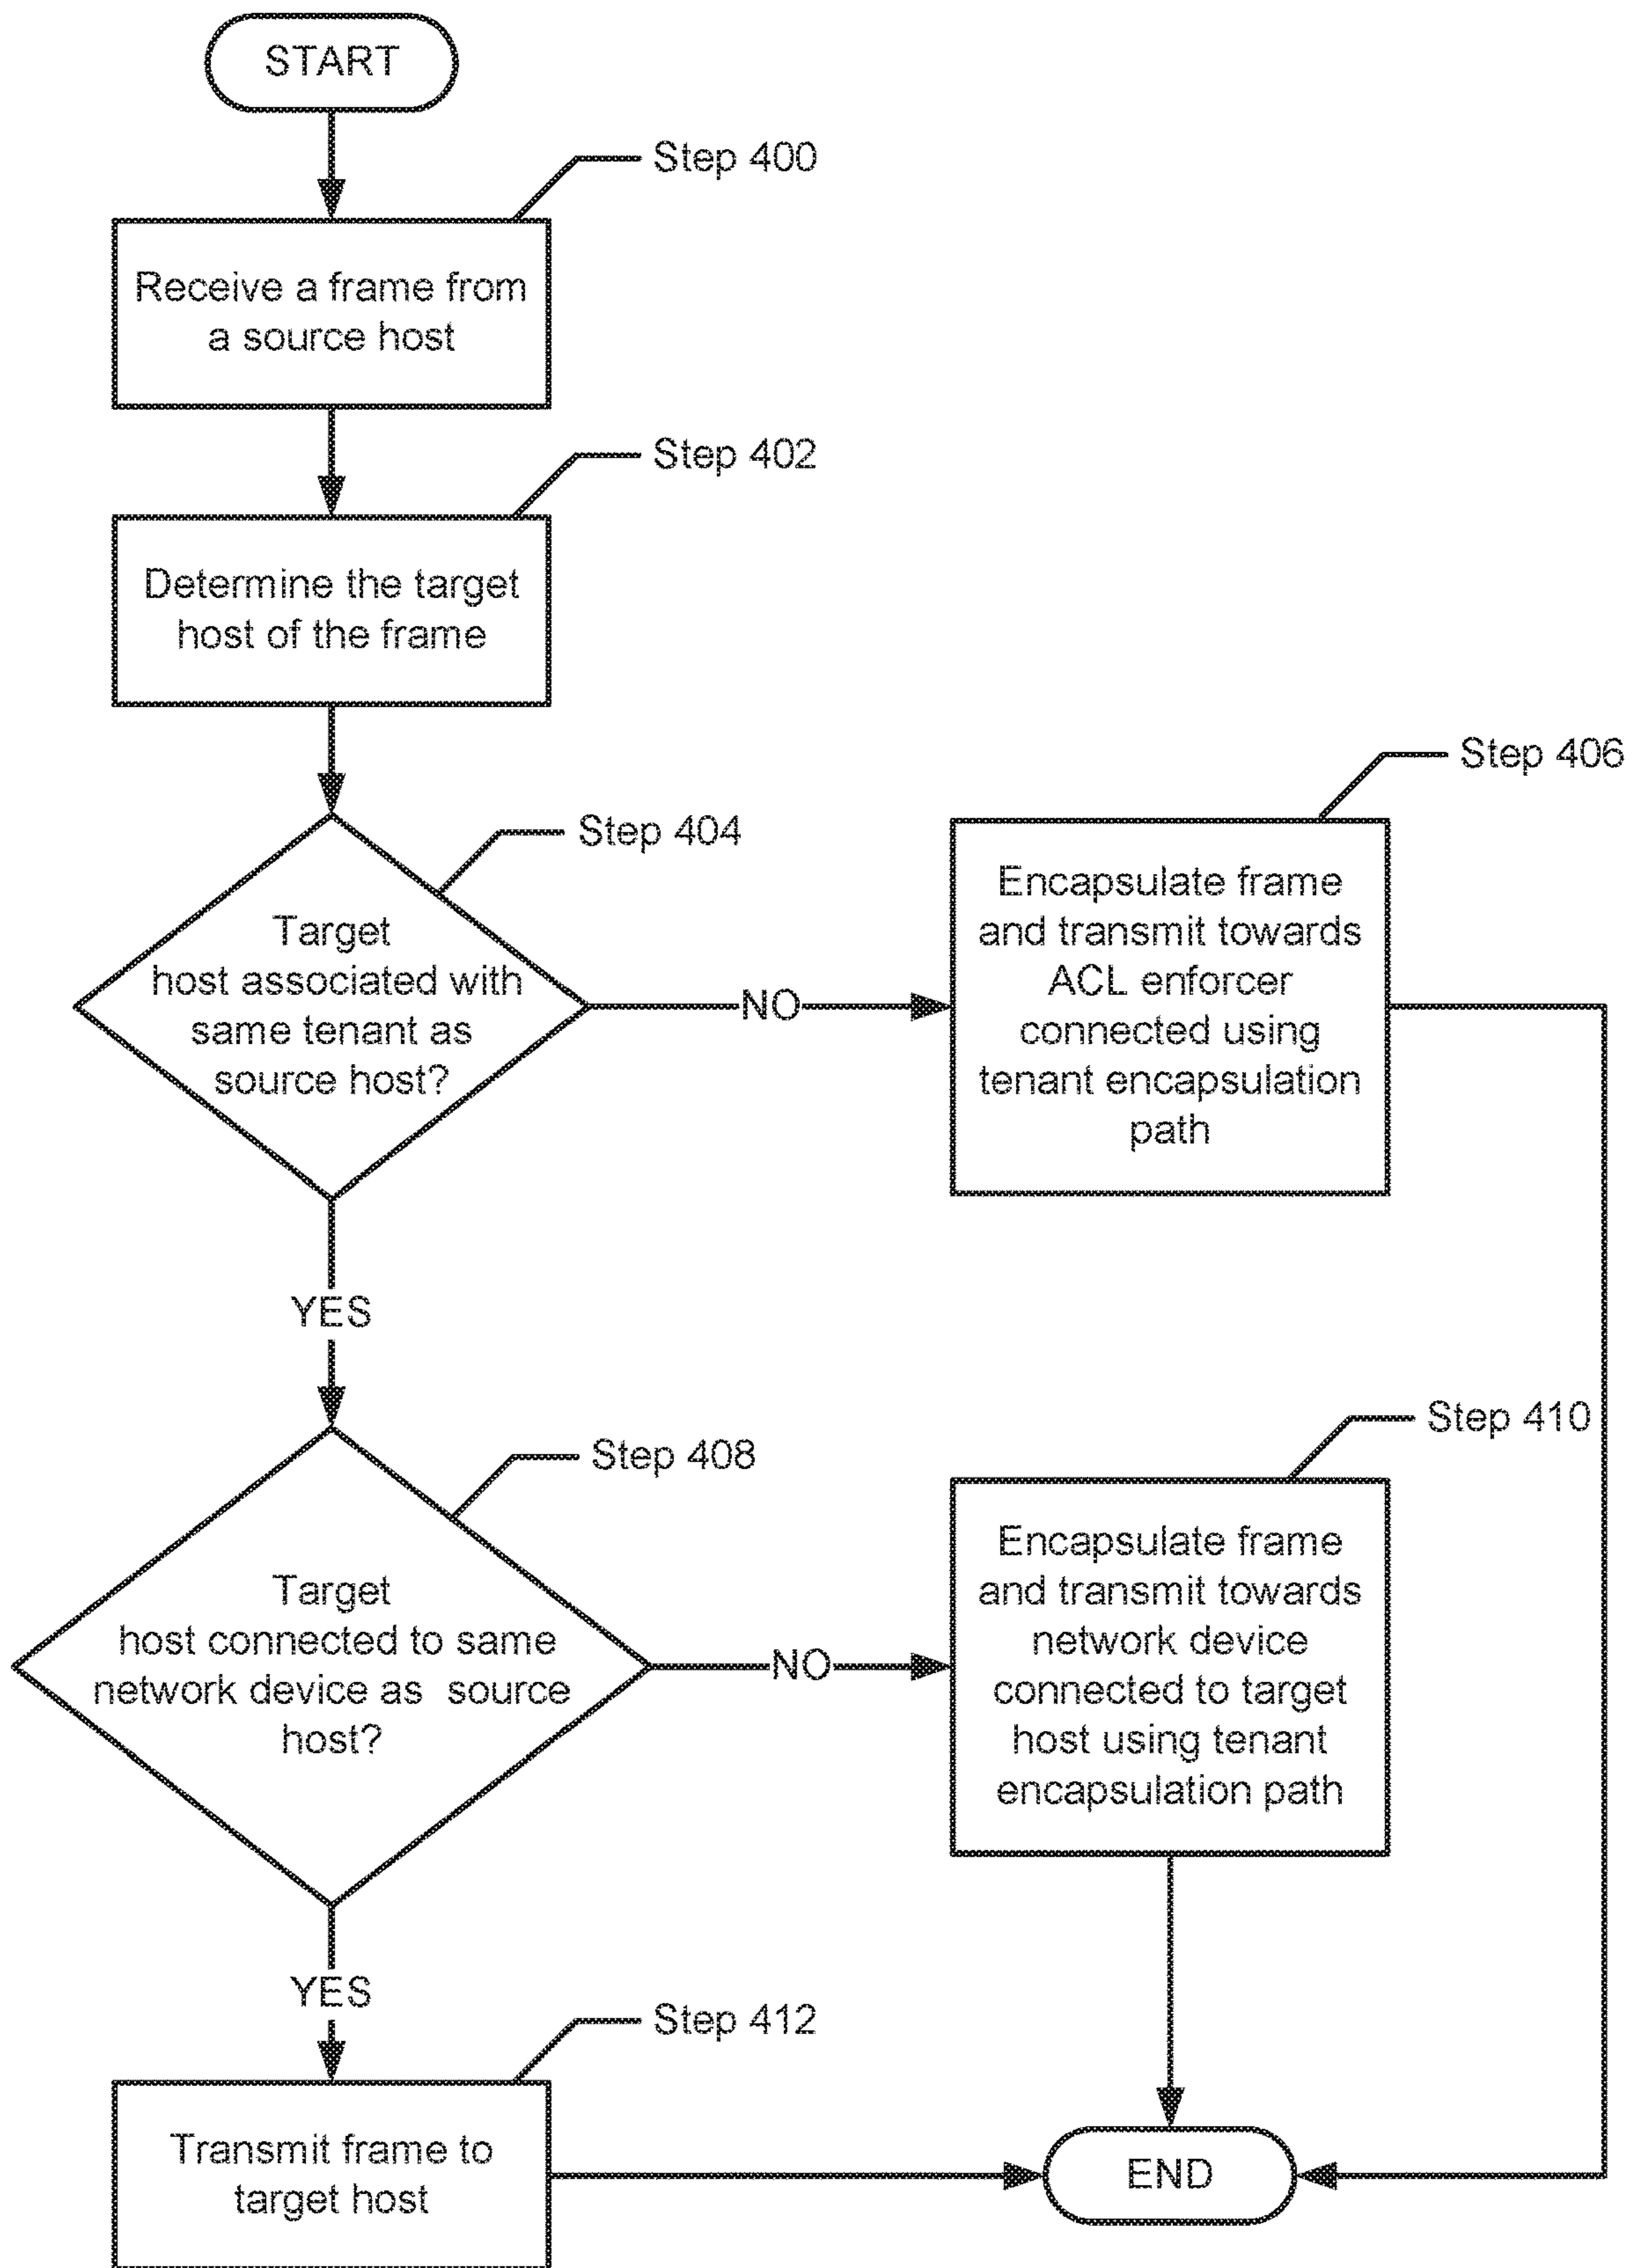 START
Step 400
Receive a frame from
a source host
Step 402
Determine the target
host of the frame
Step 404
Target
host associated with
same tenant as
source host?
NO
Step 406
Encapsulate frame
and transmit towards
ACL enforcer
connected using
tenant encapsulation
path
YES
Step 408
Target
host connected to same
network device as source
host?
NO
Step 410
Encapsulate frame
and transmit towards
network device
connected to target
host using tenant
encapsulation path
YES
Step 412
Transmit frame to
target host
END